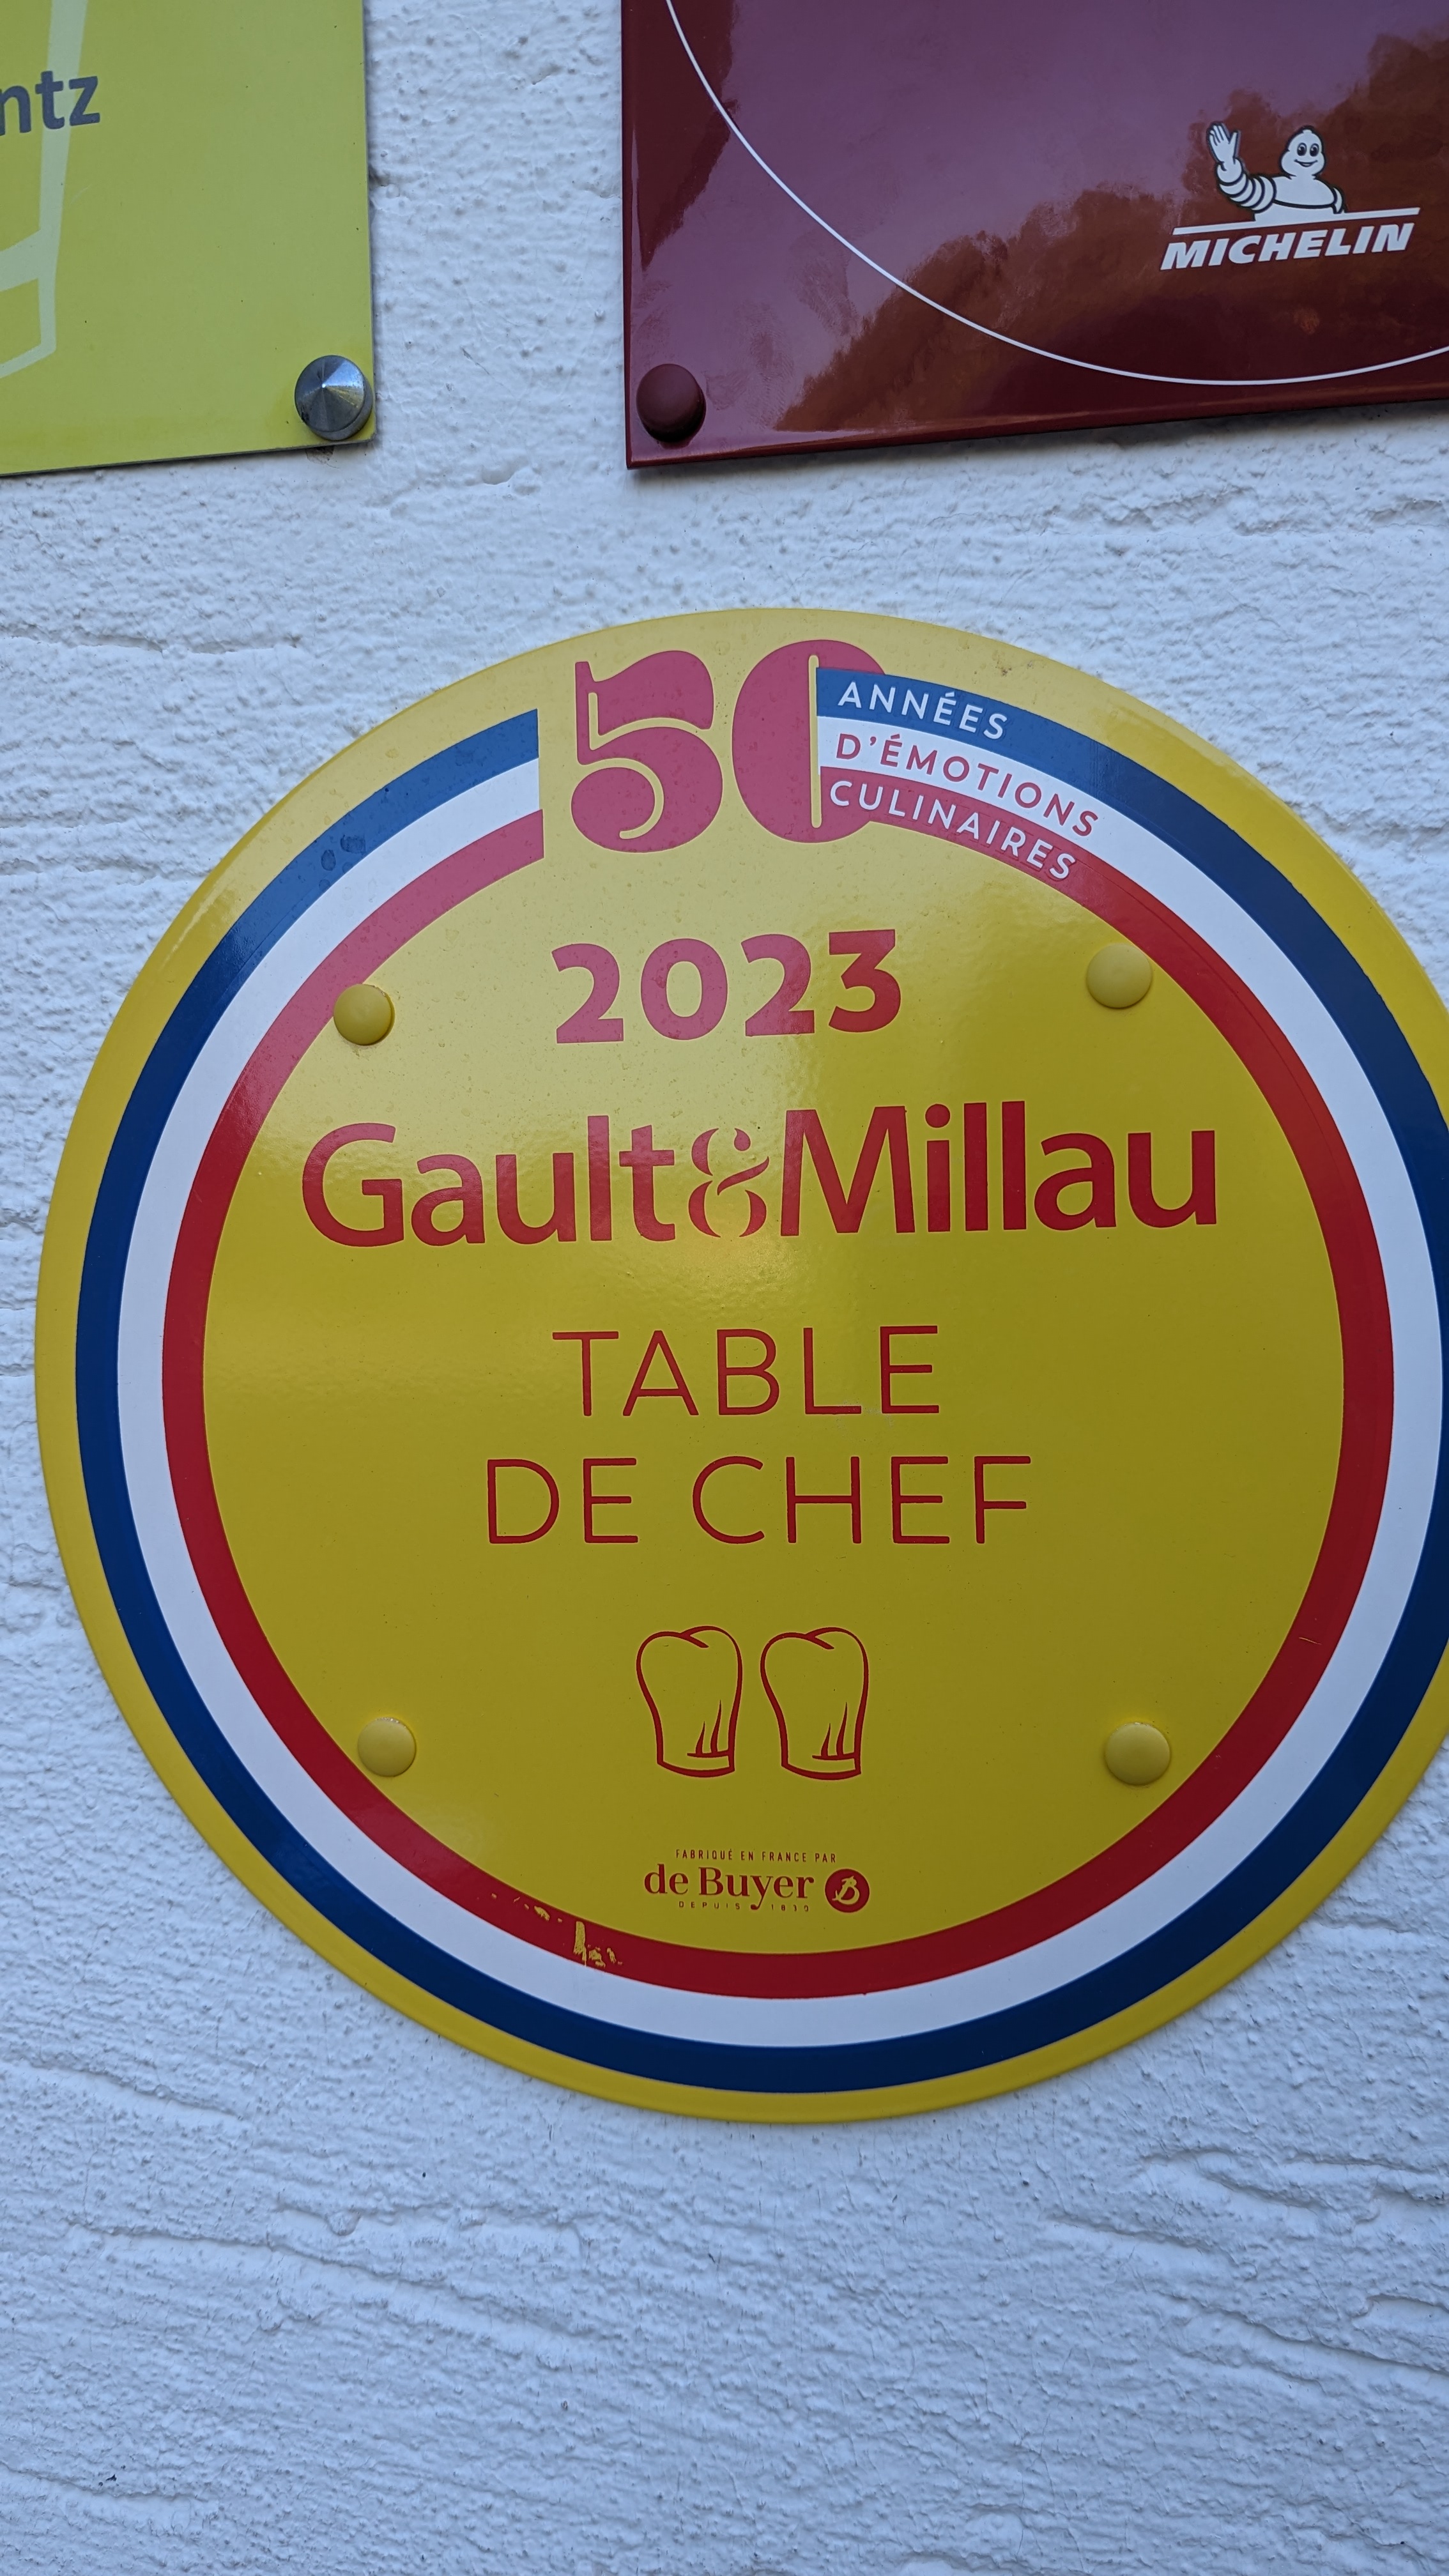 ntz
MICHELIN
50 ANNÉES
D'ÉMOTIONS
CULINAIRES
2023
Gault&Millau
TABLE
DE CHEF
FABRIQUÉ EN FRANCE PAR
de Buyer
DEPUIS 1830